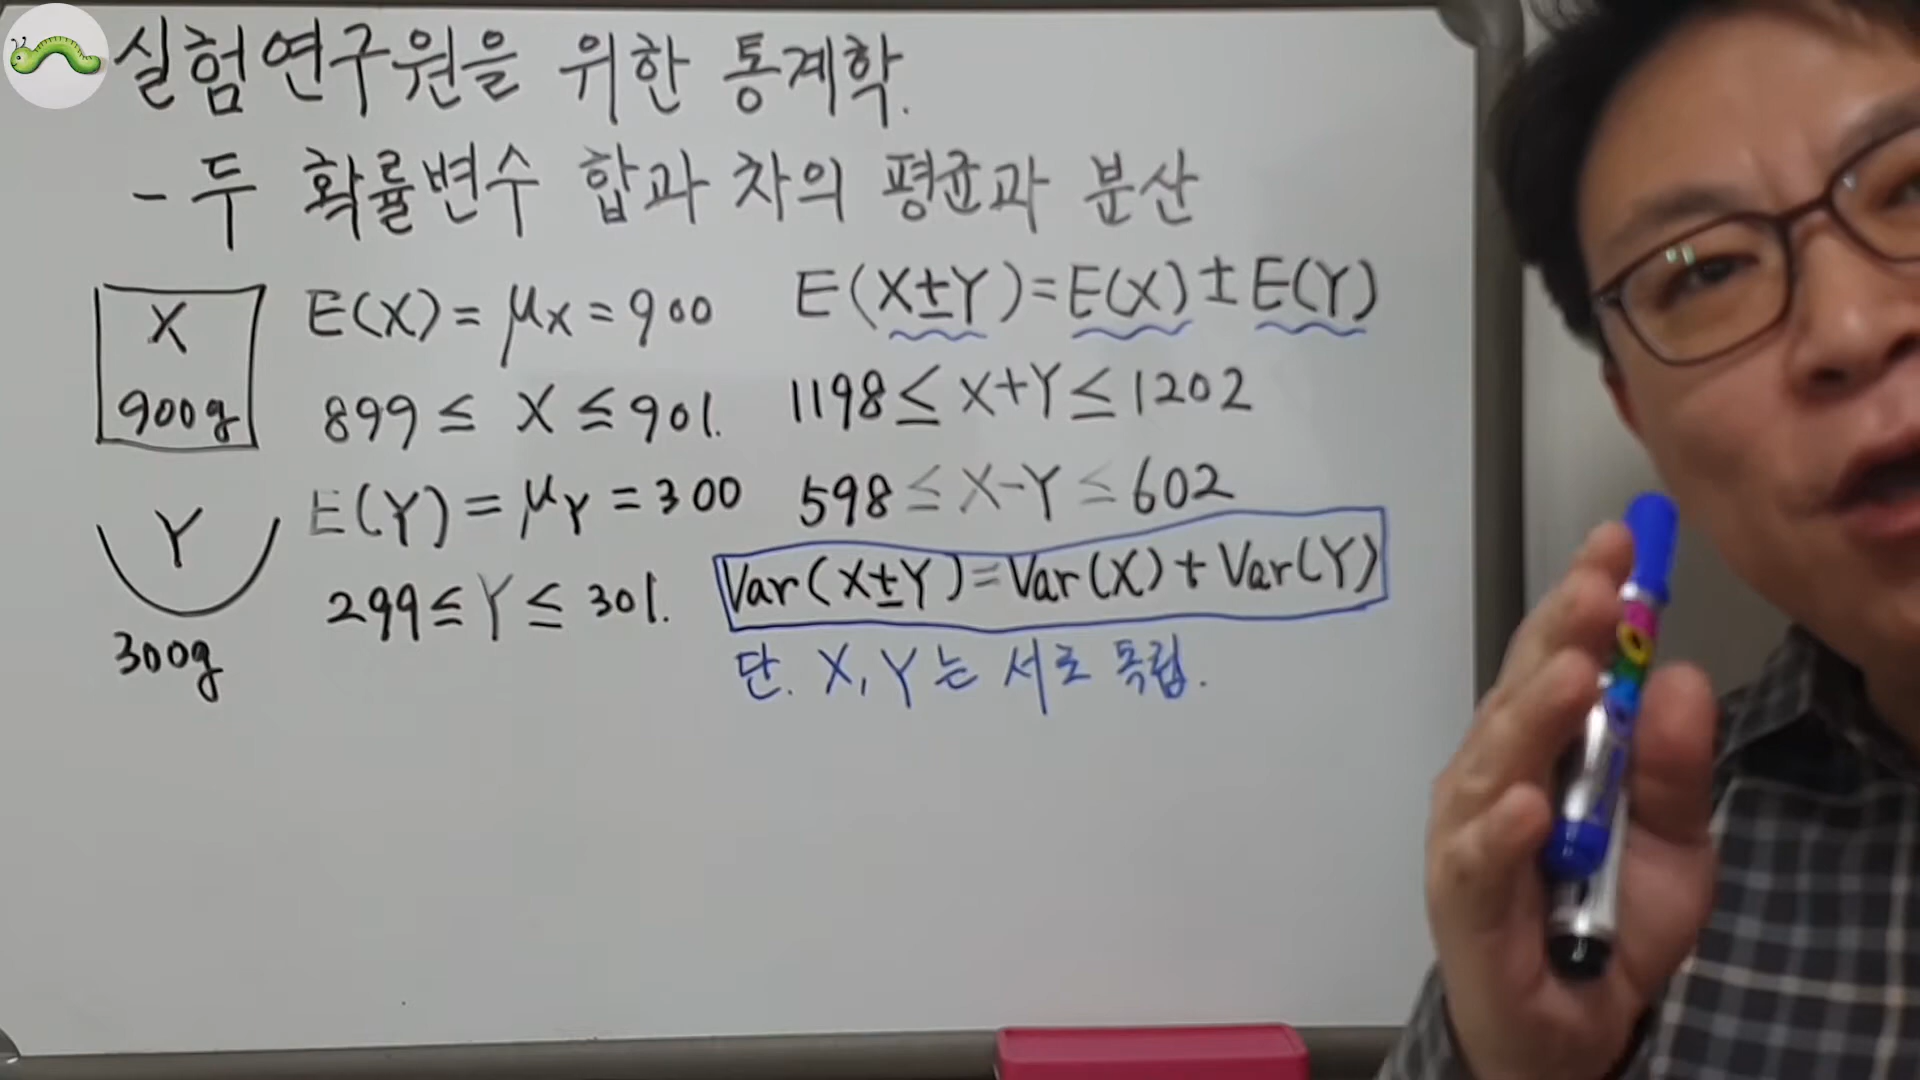 실험연구원을 위한 통계학.
- 두 확률변수 합과 차의 평균과 분산
X
900g
E(X) = μx = 900
899 ≤ X ≤ 901.
Y
300g
E(Y) = μY = 300
299 ≤ Y ≤ 301.
E(X±Y) = E(X) ± E(Y)
1198 ≤ X+Y ≤ 1202
598 ≤ X-Y ≤ 602
Var(X±Y) = Var(X) + Var(Y)
단. X, Y는 서로 독립.